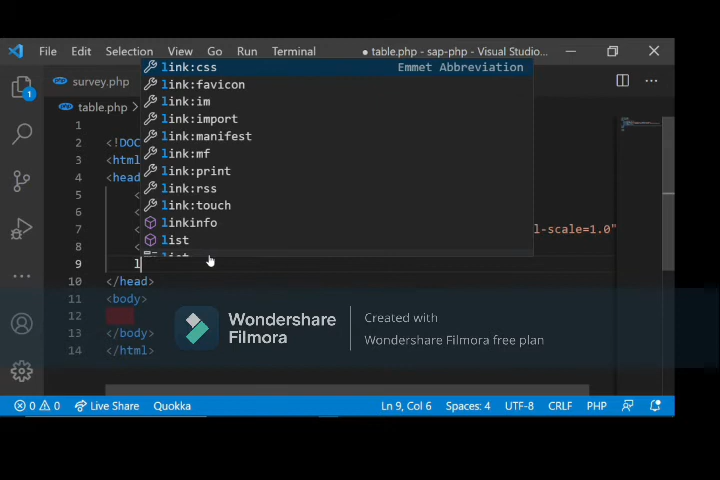 File Edit Selection View Go Run Terminal ● table.php - sap-php - Visual Studio...
survey.php
table.php >
link:css Emmet Abbreviation
link:favicon
link:im
link:import
link:manifest
link:mf
link:print
link:rss
link:touch
linkinfo
list
1
2 <!DOC
3 <html
4 <head
5 <
6 <
7 < l-scale=1.0"
8 <
9 l
10 </head>
11 <body>
12
13 </body>
14 </html>
1
Wondershare Filmora
Created with
Wondershare Filmora free plan
0 0 Live Share Quokka Ln 9, Col 6 Spaces: 4 UTF-8 CRLF PHP